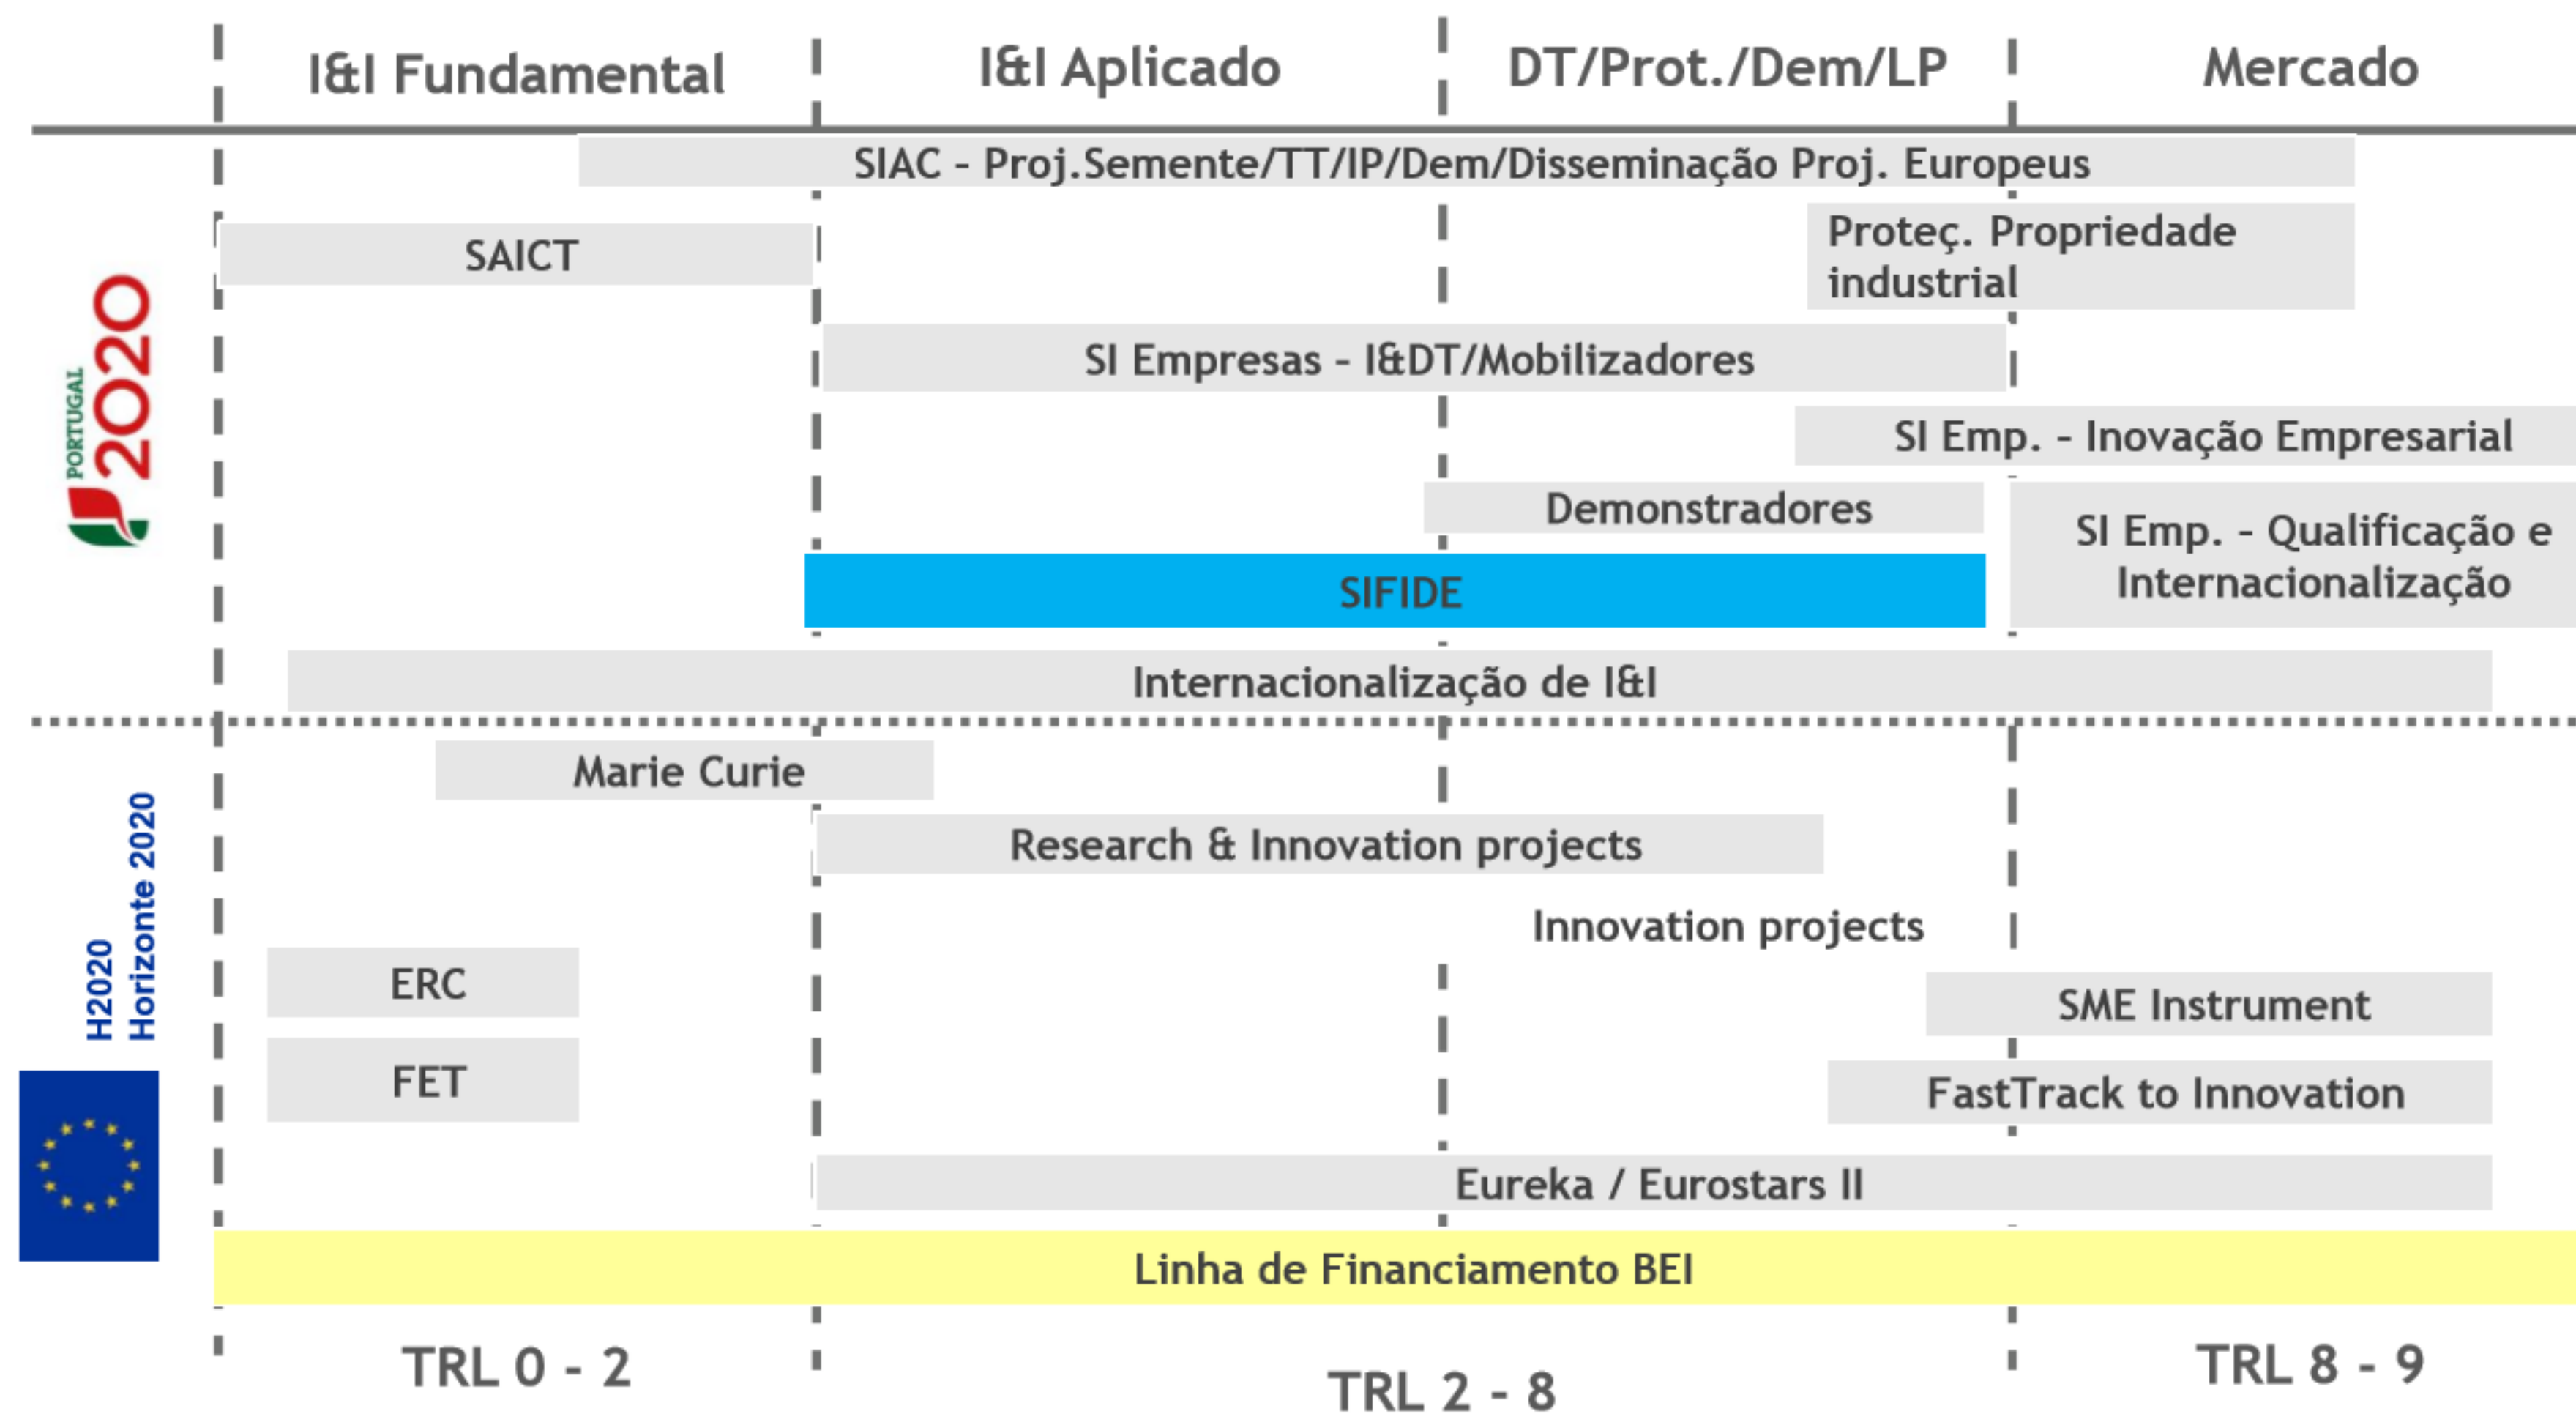 I&I Fundamental
I&I Aplicado
DT/Prot./Dem/LP
Mercado
SIAC – Proj.Semente/TT/IP/Dem/Disseminação Proj. Europeus
SAICT
Proteç. Propriedade
industrial
SI Empresas – I&DT/Mobilizadores
SI Emp. – Inovação Empresarial
Demonstradores
SI Emp. – Qualificação e
Internacionalização
SIFIDE
Internacionalização de I&I
PORTUGAL
2020
Marie Curie
Research & Innovation projects
Innovation projects
ERC
SME Instrument
FET
FastTrack to Innovation
Eureka / Eurostars II
H2020
Horizonte 2020
Linha de Financiamento BEI
TRL 0 - 2
TRL 2 - 8
TRL 8 - 9